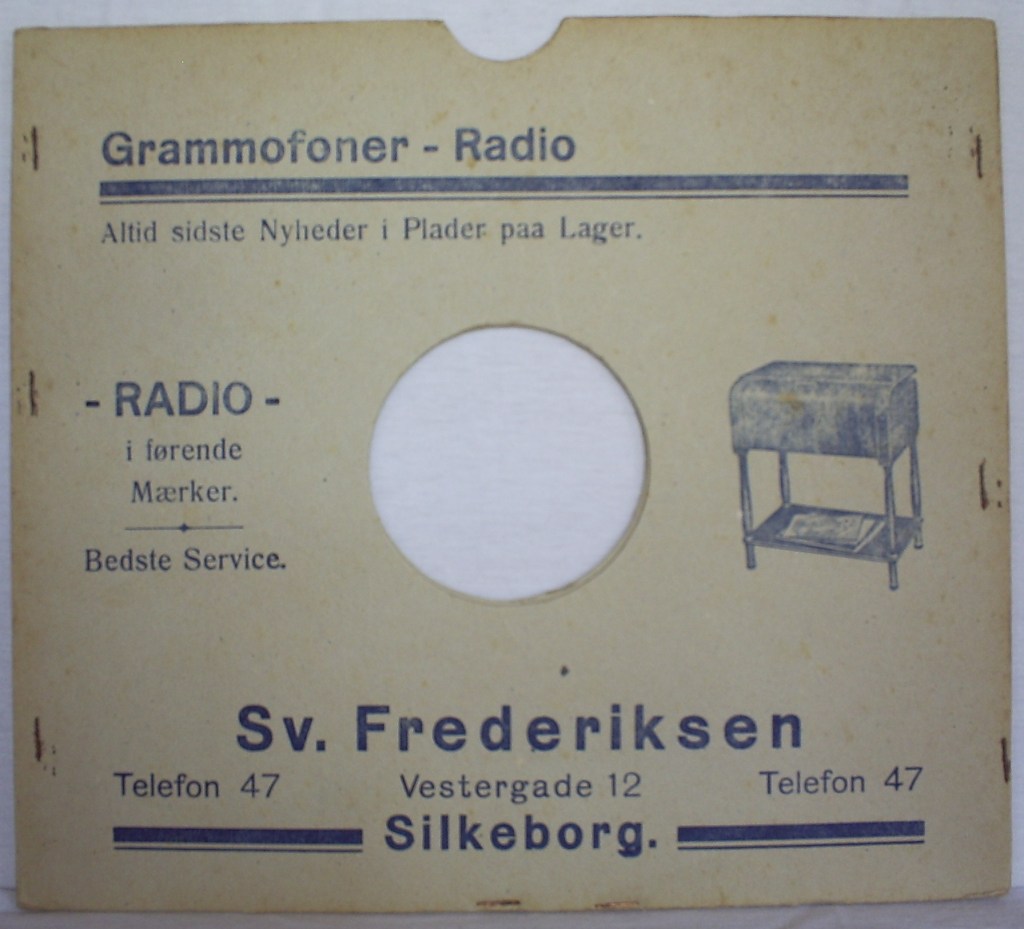 Grammofoner - Radio
Altid sidste Nyheder i Plader paa Lager.
- RADIO -
i førende
Mærker.
Bedste Service.
Sv. Frederiksen
Telefon 47 Vestergade 12 Telefon 47
Silkeborg.